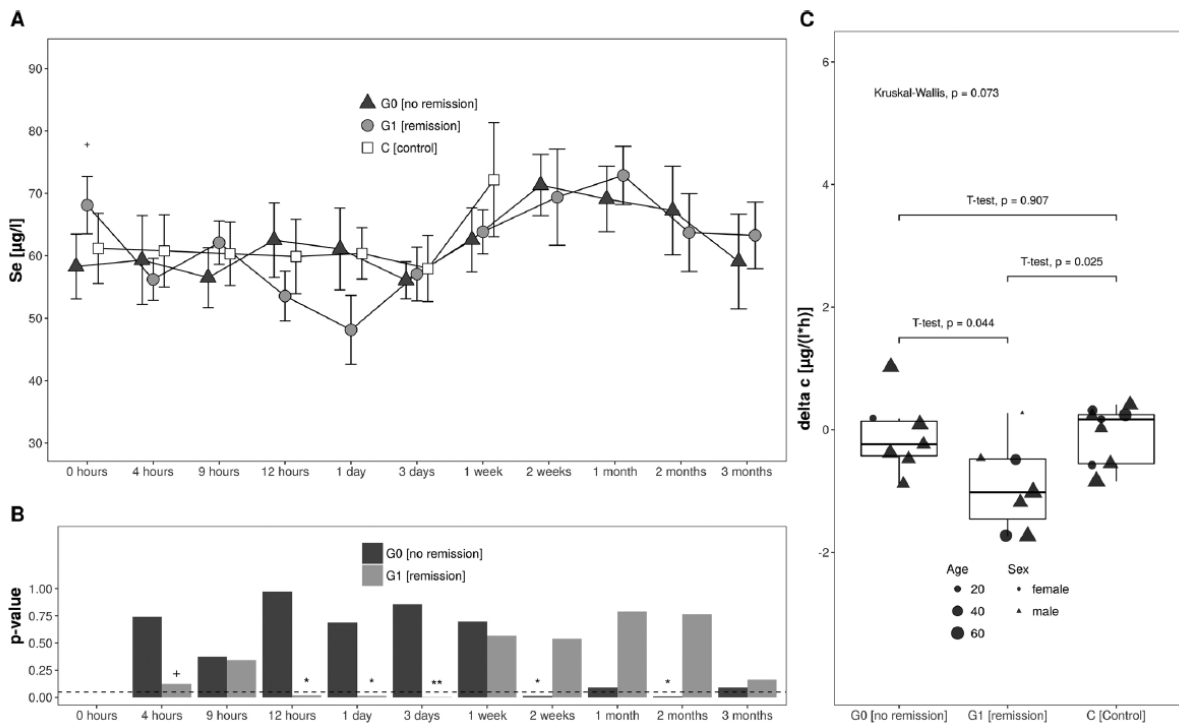 A
Se [µg/l]
90
80
70
60
50
40
30
+
G0 [no remission]
G1 [remission]
C [control]
0 hours 4 hours 9 hours 12 hours 1 day 3 days 1 week 2 weeks 1 month 2 months 3 months
B
p-value
1.00
0.75
0.50
0.25
0.00
G0 [no remission]
G1 [remission]
+ * * ** * *
0 hours 4 hours 9 hours 12 hours 1 day 3 days 1 week 2 weeks 1 month 2 months 3 months
C
delta c [µg/(l*h)]
6
4
2
0
-2
Kruskal-Wallis, p = 0.073
T-test, p = 0.907
T-test, p = 0.025
T-test, p = 0.044
Age Sex
20 female
40 male
60
G0 [no remission] G1 [remission] C [Control]